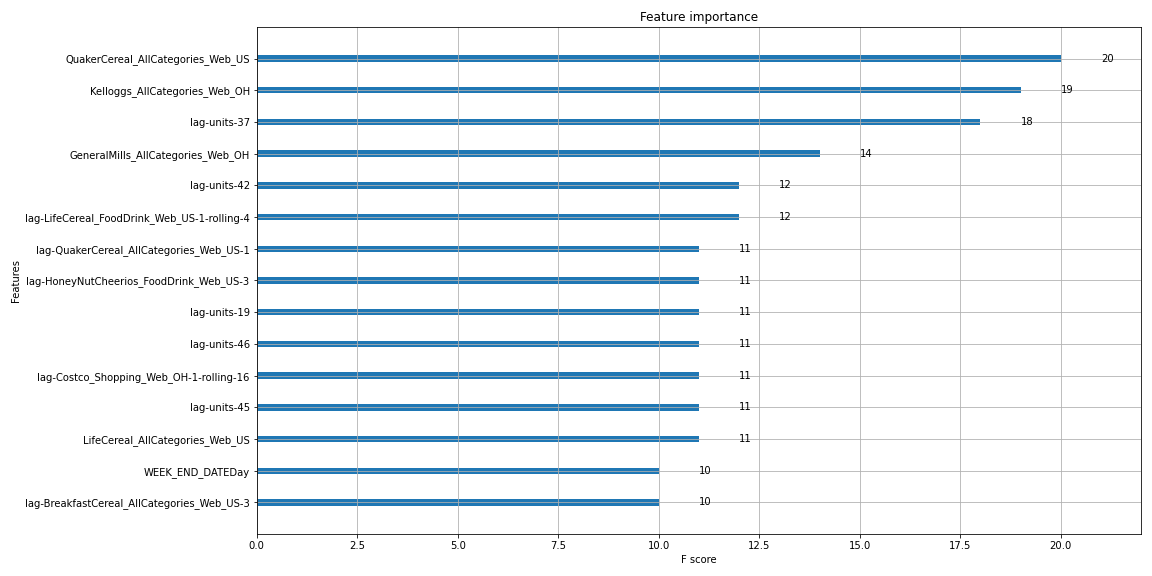 Feature importance
QuakerCereal_AllCategories_Web_US 20
Kelloggs_AllCategories_Web_OH 19
lag-units-37 18
GeneralMills_AllCategories_Web_OH 14
lag-units-42 12
lag-LifeCereal_FoodDrink_Web_US-1-rolling-4 12
lag-QuakerCereal_AllCategories_Web_US-1 11
lag-HoneyNutCheerios_FoodDrink_Web_US-3 11
lag-units-19 11
lag-units-46 11
lag-Costco_Shopping_Web_OH-1-rolling-16 11
lag-units-45 11
LifeCereal_AllCategories_Web_US 11
WEEK_END_DATEDay 10
lag-BreakfastCereal_AllCategories_Web_US-3 10
Features
0.0 2.5 5.0 7.5 10.0 12.5 15.0 17.5 20.0
F score